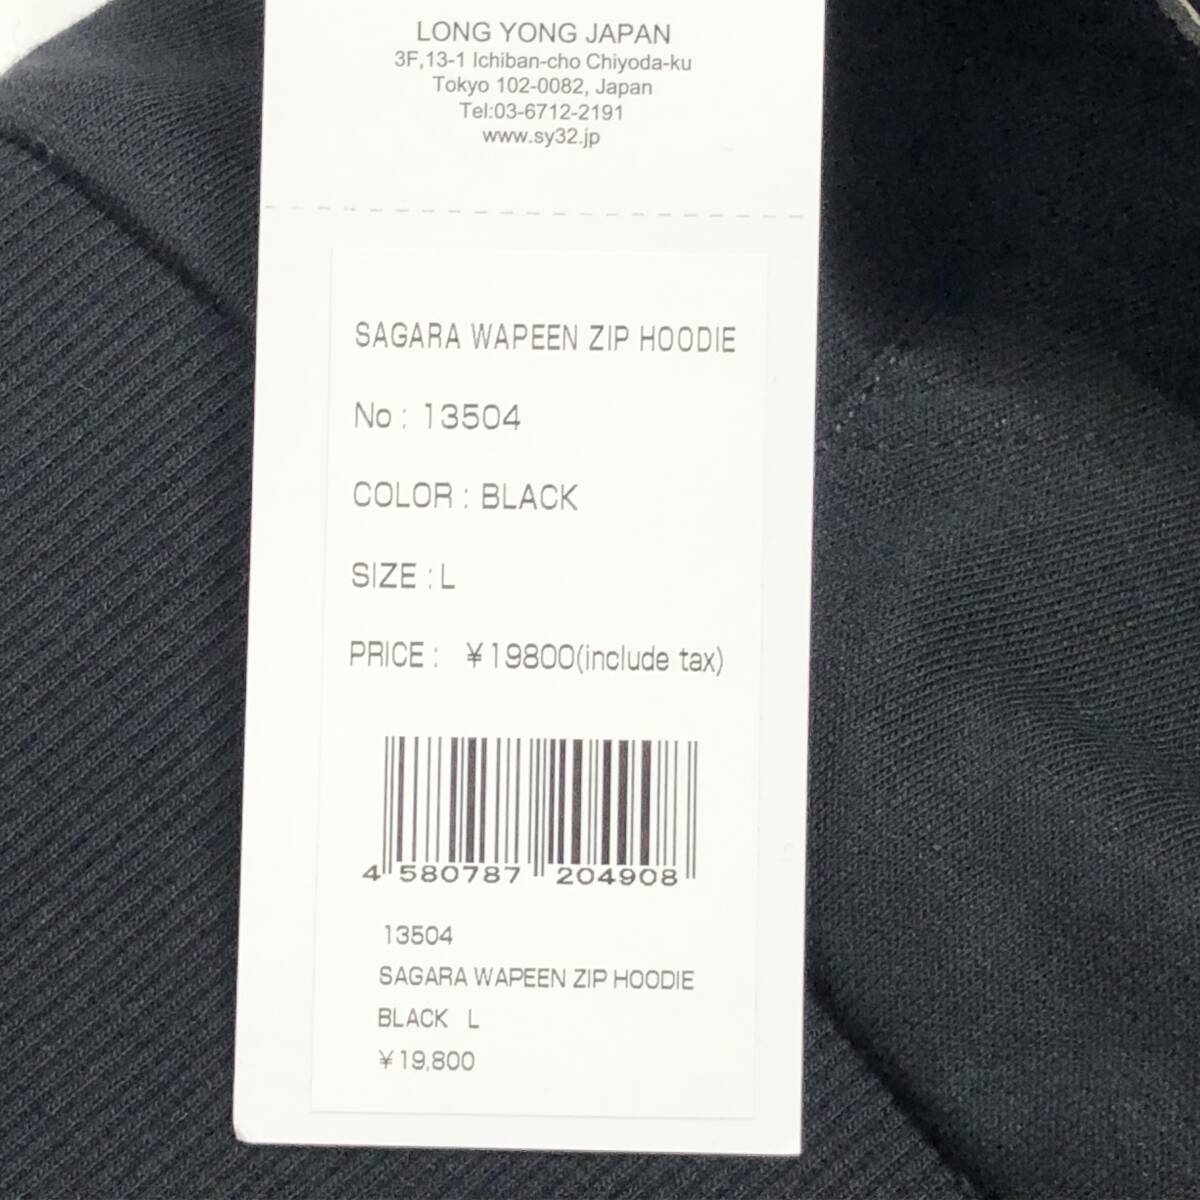 LONG YONG JAPAN
3F,13-1 Ichiban-cho Chiyoda-ku
Tokyo 102-0082, Japan
Tel:03-6712-2191
www.sy32.jp
SAGARA WAPEEN ZIP HOODIE
No : 13504
COLOR : BLACK
SIZE : L
PRICE : ¥19800(include tax)
4 580787 204908
13504
SAGARA WAPEEN ZIP HOODIE
BLACK L
¥19,800